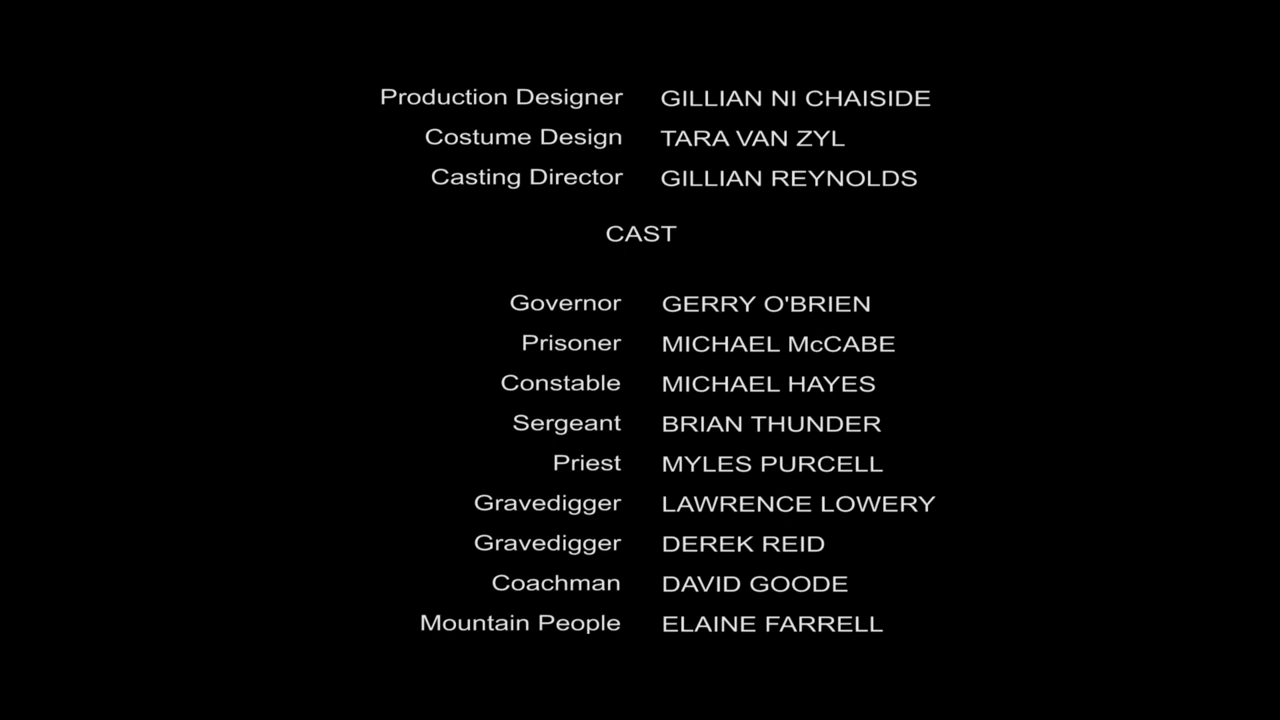 Production Designer GILLIAN NI CHAISIDE
Costume Design TARA VAN ZYL
Casting Director GILLIAN REYNOLDS
CAST
Governor GERRY O'BRIEN
Prisoner MICHAEL McCABE
Constable MICHAEL HAYES
Sergeant BRIAN THUNDER
Priest MYLES PURCELL
Gravedigger LAWRENCE LOWERY
Gravedigger DEREK REID
Coachman DAVID GOODE
Mountain People ELAINE FARRELL